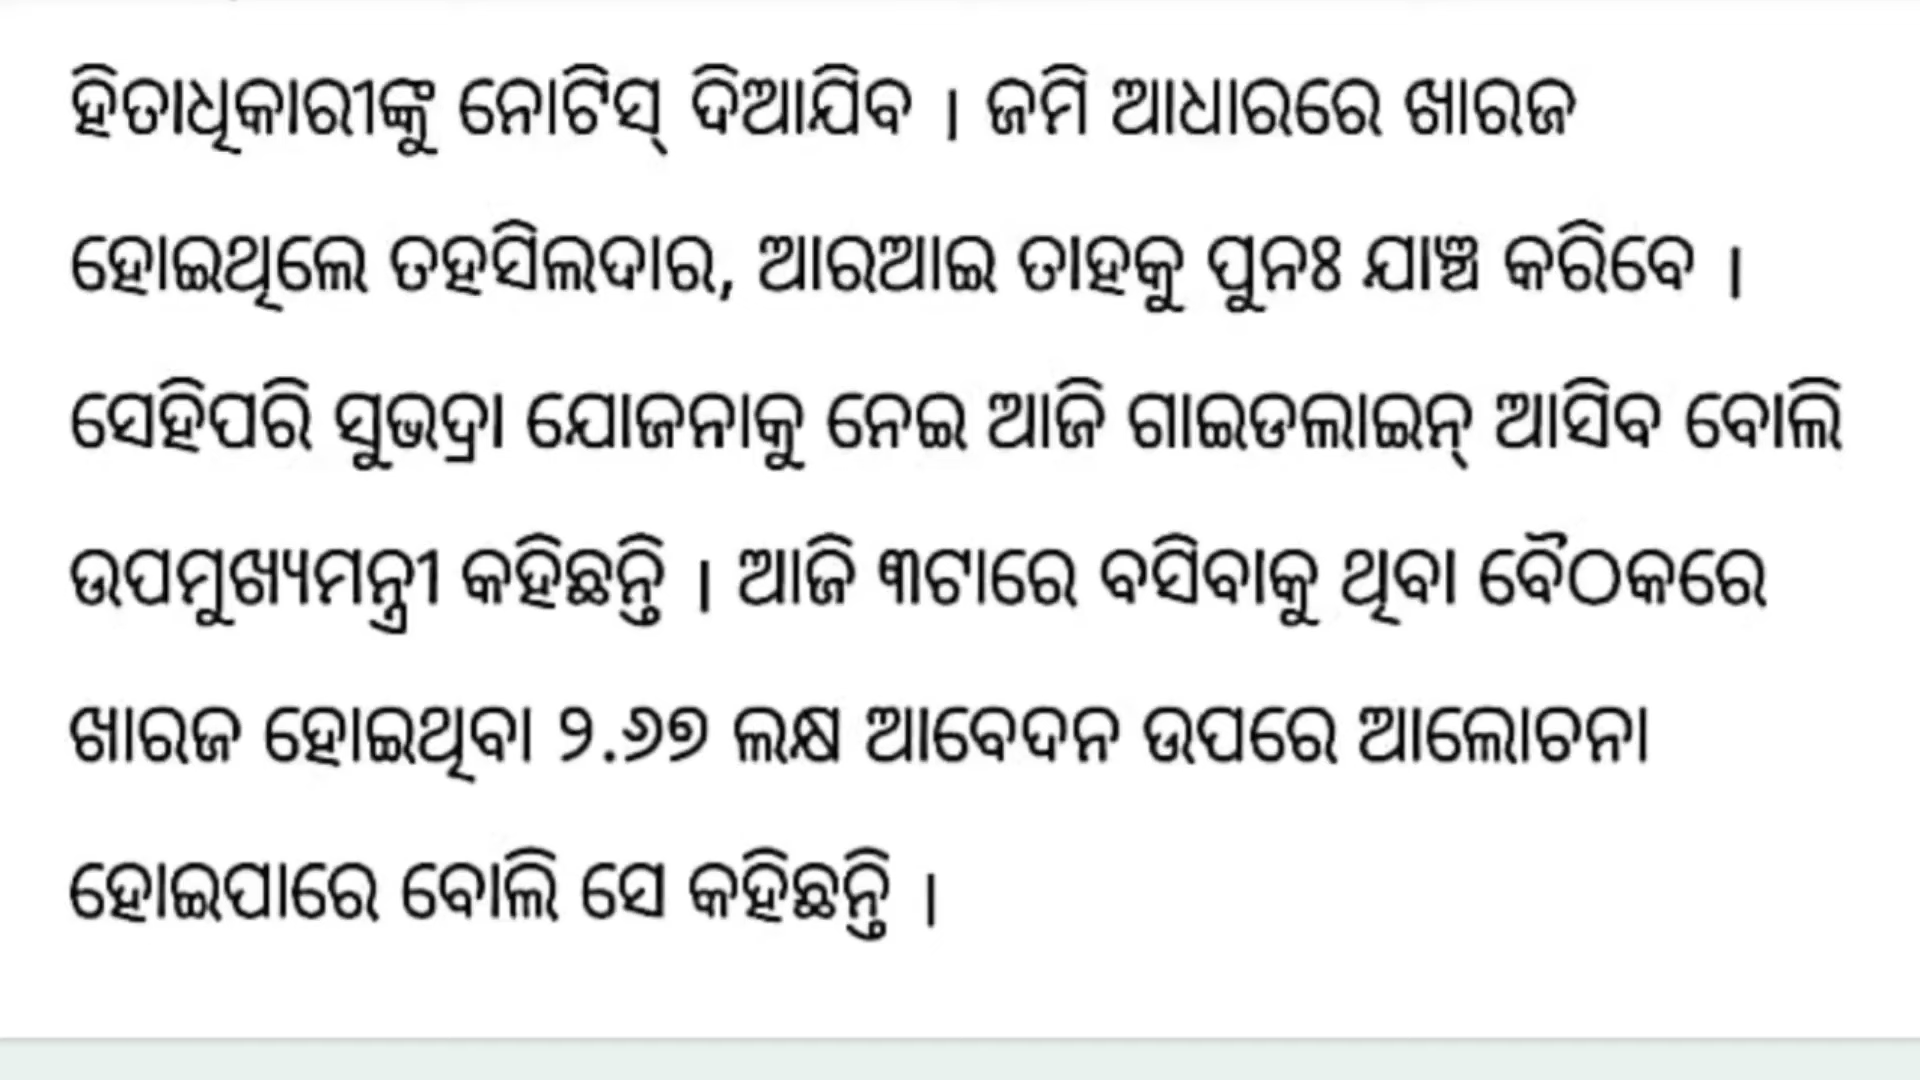 ହିତାଧିକାରୀଙ୍କୁ ନୋଟିସ୍ ଦିଆଯିବ । ଜମି ଆଧାରରେ ଖାରଜ
ହୋଇଥିଲେ ତହସିଲଦାର, ଆରଆଇ ତାହକୁ ପୁନଃ ଯାଞ୍ଚ କରିବେ ।
ସେହିପରି ସୁଭଦ୍ରା ଯୋଜନାକୁ ନେଇ ଆଜି ଗାଇଡଲାଇନ୍ ଆସିବ ବୋଲି
ଉପମୁଖ୍ୟମନ୍ତ୍ରୀ କହିଛନ୍ତି । ଆଜି ୩ଟାରେ ବସିବାକୁ ଥିବା ବୈଠକରେ
ଖାରଜ ହୋଇଥିବା ୨.୬୭ ଲକ୍ଷ ଆବେଦନ ଉପରେ ଆଲୋଚନା
ହୋଇପାରେ ବୋଲି ସେ କହିଛନ୍ତି ।